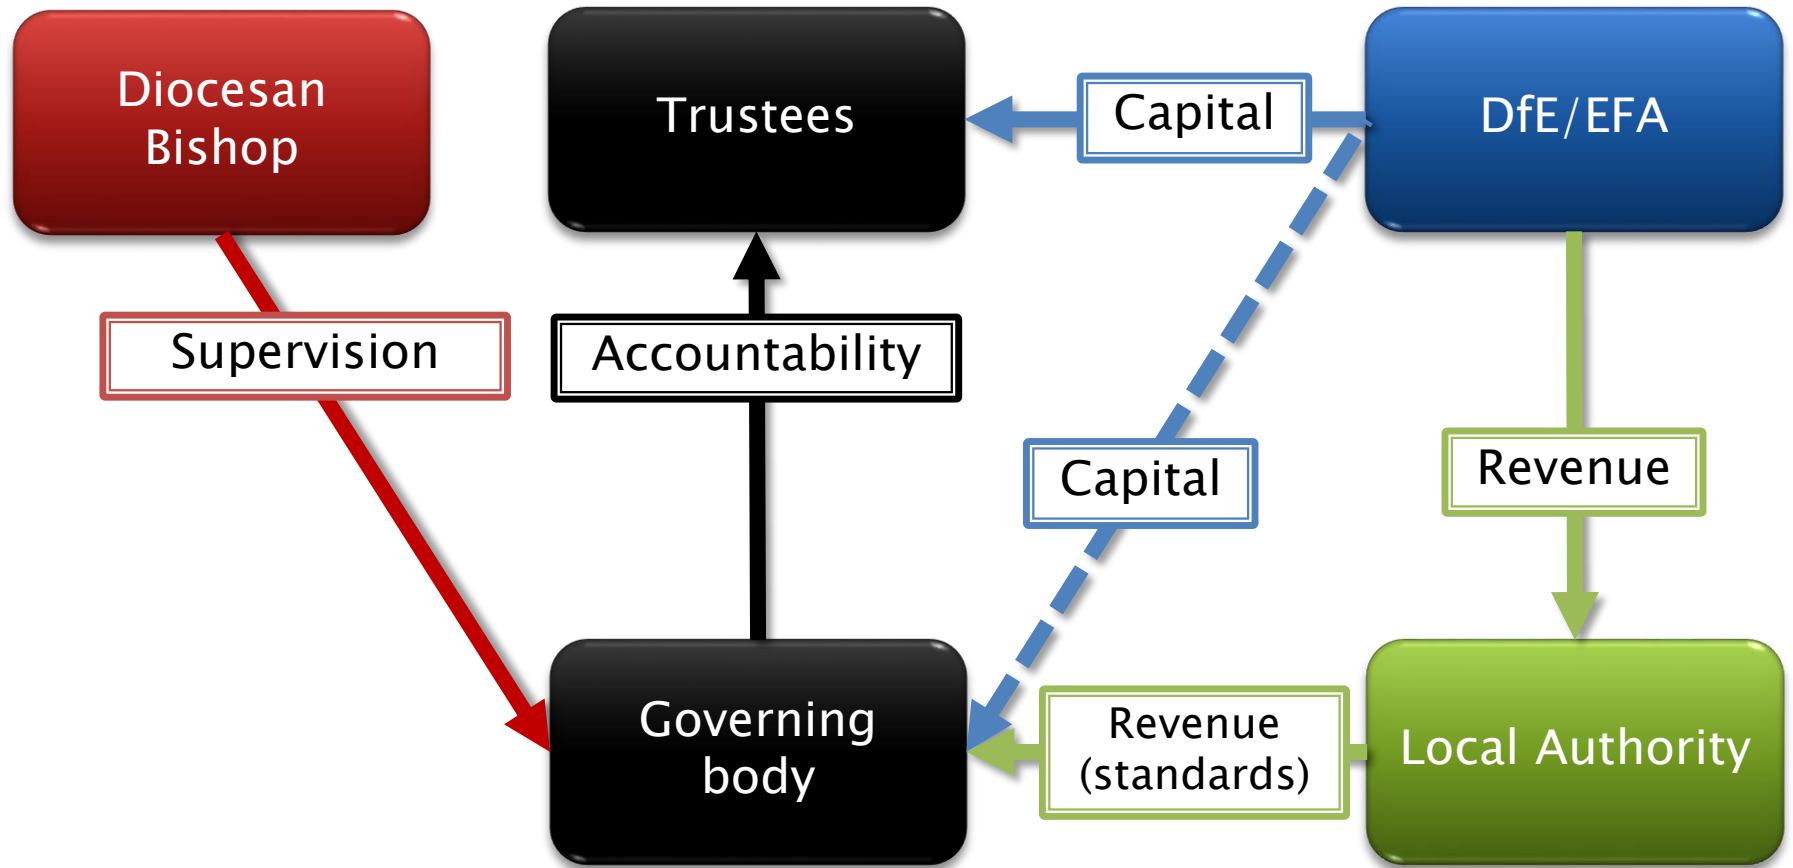 Diocesan
Bishop
Trustees
Capital
DfE/EFA
Supervision
Accountability
Capital
Revenue
Governing
body
Revenue
(standards)
Local Authority